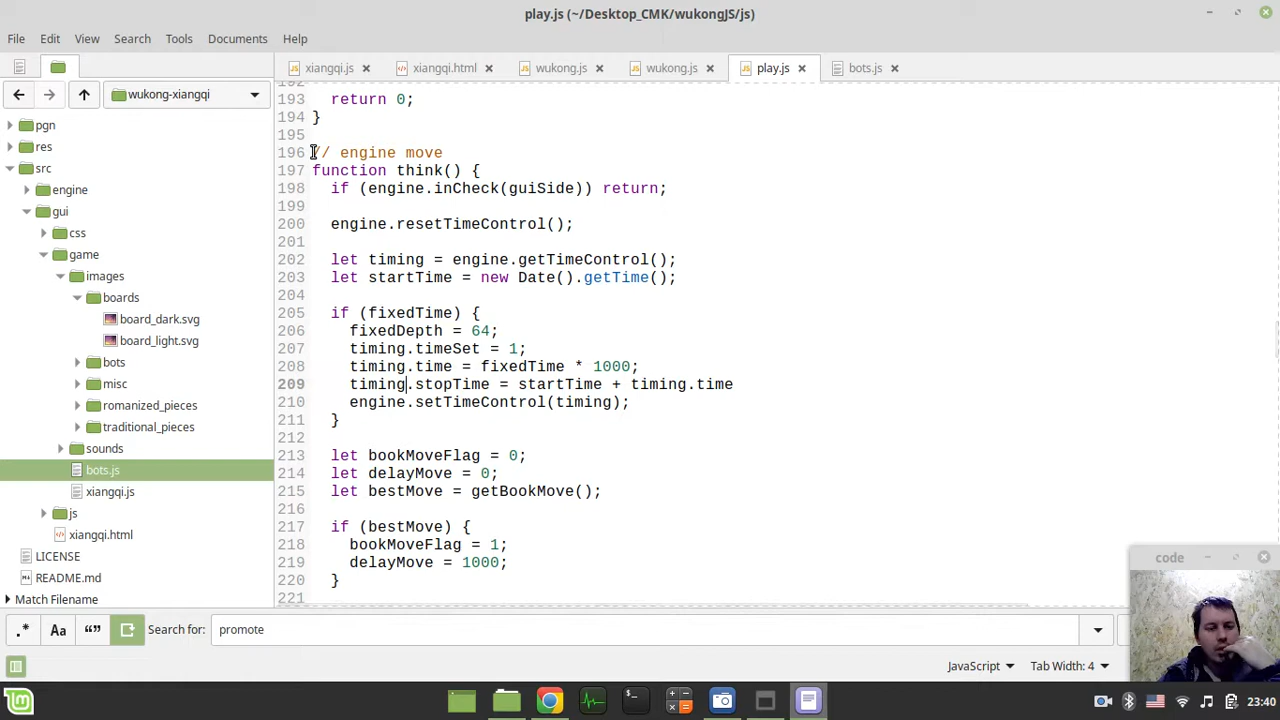 play.js (~/Desktop_CMK/wukongJS/js)
File Edit View Search Tools Documents Help
xiangqi.js xiangqi.html wukong.js wukong.js play.js bots.js
wukong-xiangqi
pgn
res
src
engine
gui
css
game
images
boards
board_dark.svg
board_light.svg
bots
misc
romanized_pieces
traditional_pieces
sounds
bots.js
xiangqi.js
js
xiangqi.html
LICENSE
README.md
Match Filename
192
193 return 0;
194 }
195
196 // engine move
197 function think() {
198 if (engine.inCheck(guiSide)) return;
199
200 engine.resetTimeControl();
201
202 let timing = engine.getTimeControl();
203 let startTime = new Date().getTime();
204
205 if (fixedTime) {
206 fixedDepth = 64;
207 timing.timeSet = 1;
208 timing.time = fixedTime * 1000;
209 timing.stopTime = startTime + timing.time
210 engine.setTimeControl(timing);
211 }
212
213 let bookMoveFlag = 0;
214 let delayMove = 0;
215 let bestMove = getBookMove();
216
217 if (bestMove) {
218 bookMoveFlag = 1;
219 delayMove = 1000;
220 }
221
code
.* Aa “” Search for: promote
JavaScript Tab Width: 4
23:40